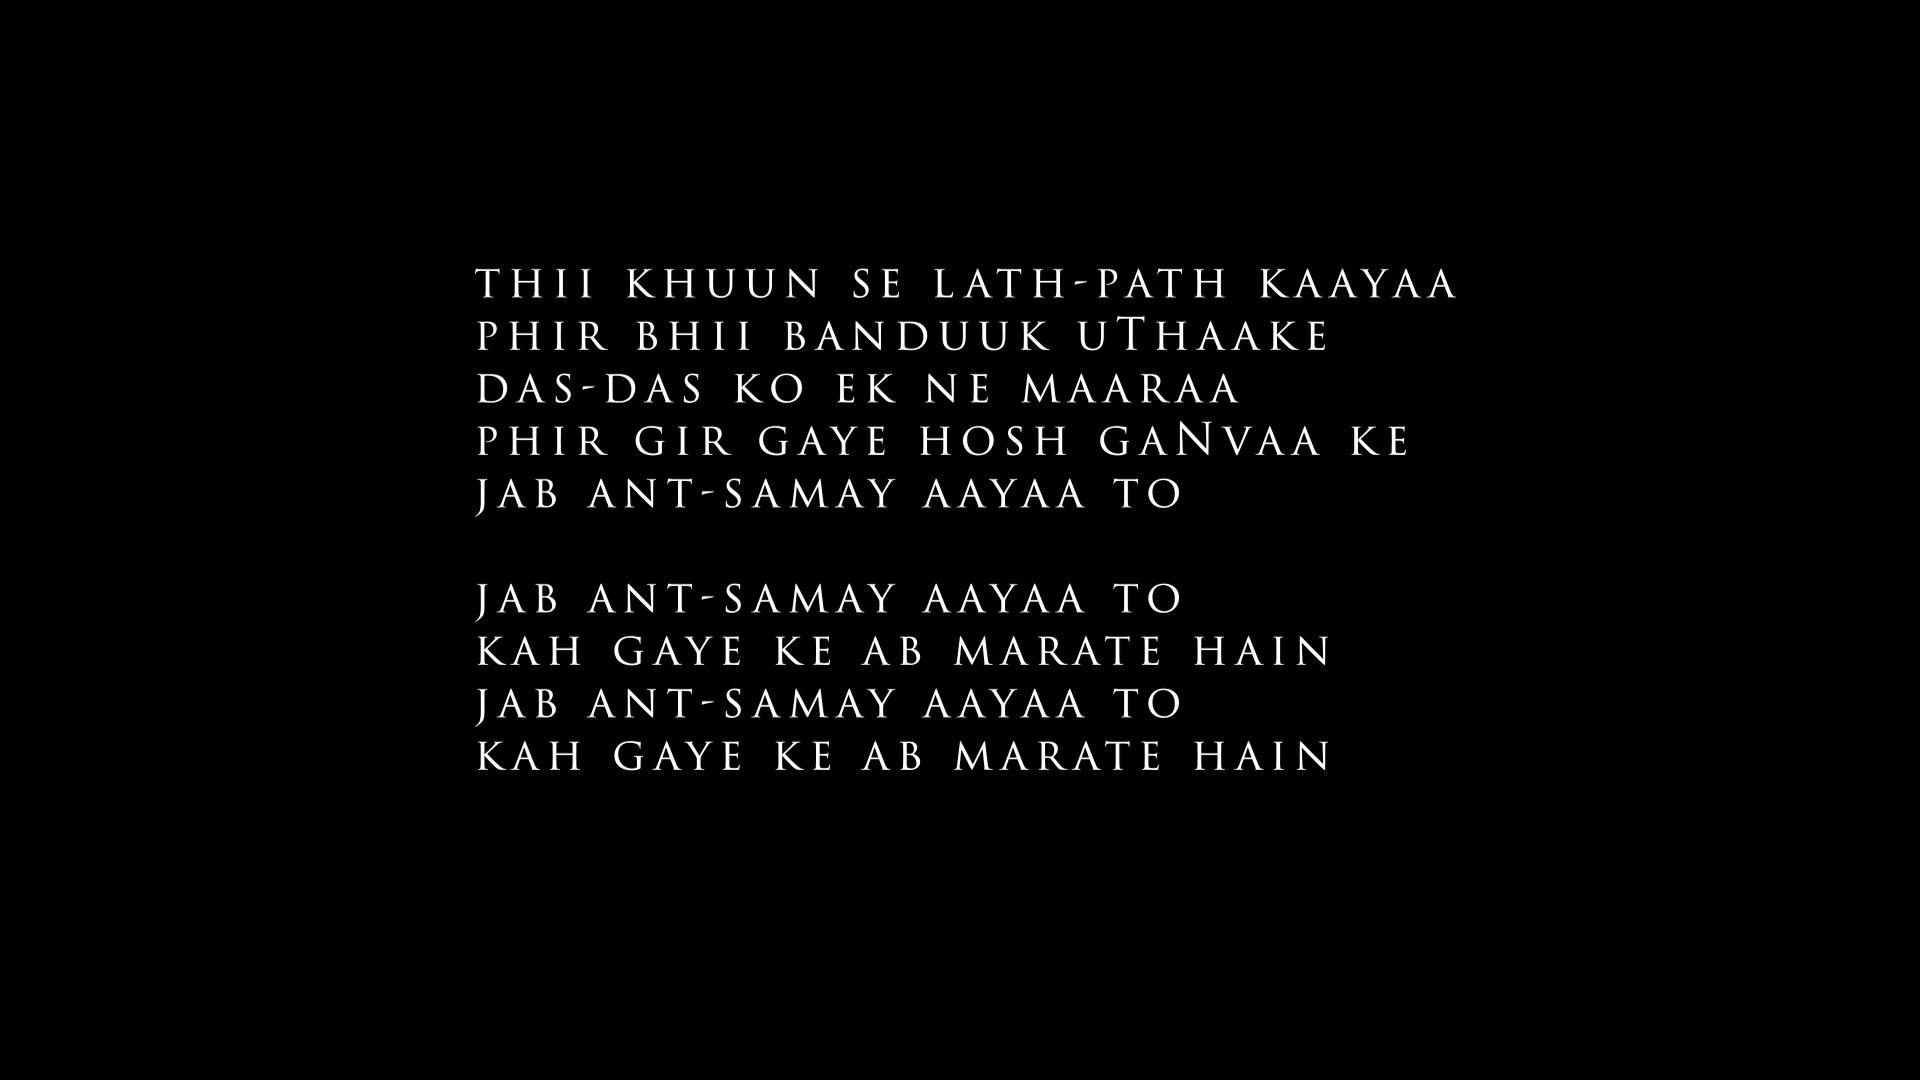 THII KHUUN SE LATH-PATH KAAYAA
PHIR BHII BANDUUK UTHAAKE
DAS-DAS KO EK NE MAARAA
PHIR GIR GAYE HOSH GANVAA KE
JAB ANT-SAMAY AAYAA TO
JAB ANT-SAMAY AAYAA TO
KAH GAYE KE AB MARATE HAIN
JAB ANT-SAMAY AAYAA TO
KAH GAYE KE AB MARATE HAIN